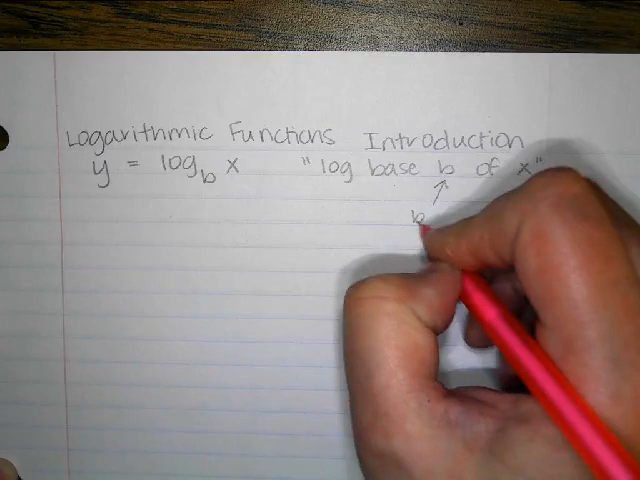 Logarithmic Functions Introduction
y = log_b x "log base b of x"
b